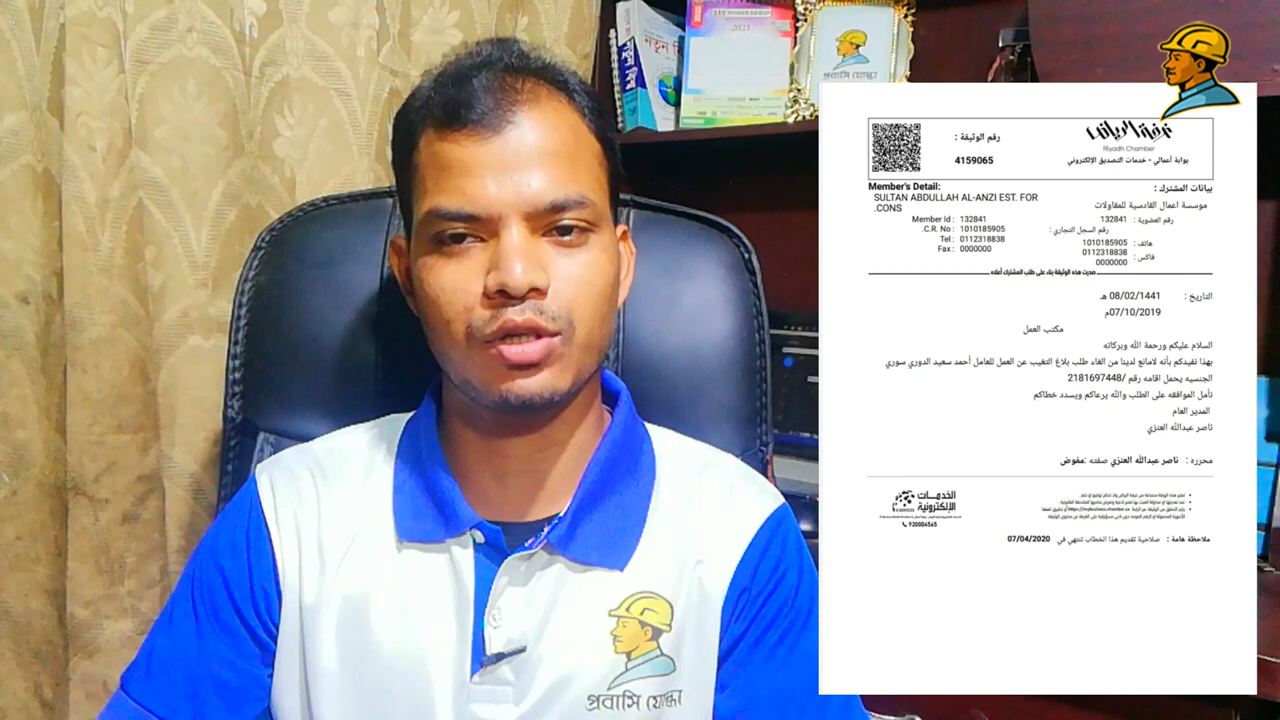 নতুন
2021
প্রবাসি যোদ্ধা
প্রবাসি যোদ্ধা
غرفة الرياض
Riyadh Chamber
بوابة أعمالي - خدمات التصديق الإلكتروني
رقم الوثيقة :
4159065
Member's Detail:
SULTAN ABDULLAH AL-ANZI EST. FOR
.CONS
Member Id : 132841
.C.R. No : 1010185905
Tel : 0112318838
Fax : 0000000
بيانات المشترك :
موسسة اعمال القادسية للمقاولات
رقم العضوية : 132841
رقم السجل التجاري :
هاتف : 1010185905
0112318838
فاكس : 0000000
صدرت هذه الوثيقة بناء على طلب المشترك أعلاه
التاريخ : 08/02/1441 هـ
07/10/2019م
مكتب العمل
السلام عليكم ورحمة الله وبركاته
بهذا نفيدكم بأنه لامانع لدينا من الغاء طلب بلاغ التغيب عن العمل للعامل أحمد سعيد الدوري سوري
الجنسيه يحمل اقامه رقم /2181697448
نأمل الموافقه على الطلب والله يرعاكم ويسدد خطاكم
المدير العام
ناصر عبدالله العنزي
محرره : ناصر عبدالله العنزي صفته :مفوض
الخدمات
الإلكترونية
E-SERVICES
920004565
ملاحظة هامة : صلاحية تقديم هذا الخطاب تنتهي في 07/04/2020